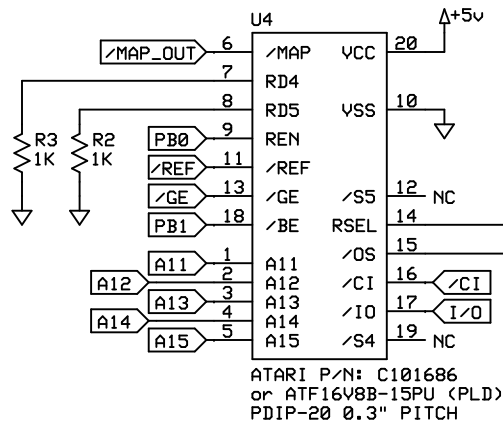 U4
+5v
/MAP_OUT 6 /MAP VCC 20
7 RD4
8 RD5 VSS 10
R3 1K R2 1K
PB0 9 REN
/REF 11 /REF
/GE 13 /GE /S5 12 NC
PB1 18 /BE RSEL 14
/OS 15
A11 1 A11
A12 2 A12 /CI 16 /CI
A13 3 A13 /IO 17 I/O
A14 4 A14
A15 5 A15 /S4 19 NC
ATARI P/N: C101686
or ATF16V8B-15PU (PLD)
PDIP-20 0.3" PITCH